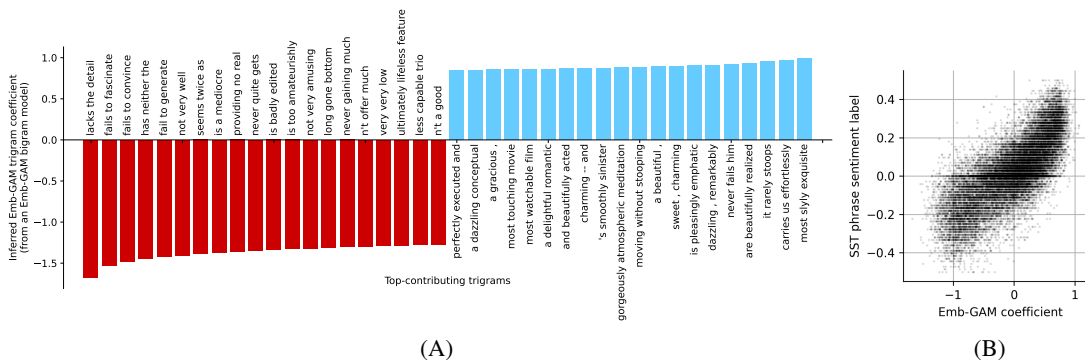 Inferred Emb-GAM trigram coefficient
(from an Emb-GAM bigram model)
1.0
0.5
0.0
−0.5
−1.0
−1.5
lacks the detail
fails to fascinate
fails to convince
has neither the
fail to generate
not very well
seems twice as
is a mediocre
providing no real
never quite gets
is badly edited
is too amateurishly
not very amusing
long gone bottom
never gaining much
n't offer much
very very low
ultimately lifeless feature
less capable trio
n't a good
perfectly executed and
a dazzling conceptual
a gracious ,
most touching movie
most watchable film
a delightful romantic
and beautifully acted
charming -- and
's smoothly sinister
gorgeously atmospheric meditation
moving without stooping
a beautiful ,
sweet , charming
is pleasingly emphatic
dazzling , remarkably
never fails him
are beautifully realized
it rarely stoops
carries us effortlessly
most slyly exquisite
Top-contributing trigrams
(A)
SST phrase sentiment label
0.4
0.2
0.0
−0.2
−0.4
−1
0
1
Emb-GAM coefficient
(B)